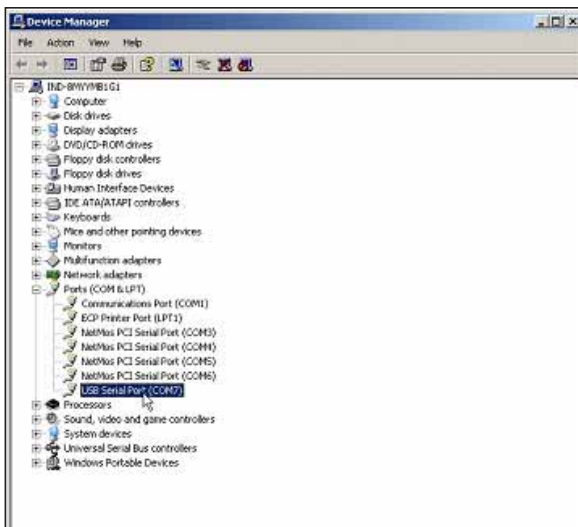 Device Manager
File Action View Help
IND-8MVYMB1G1
Computer
Disk drives
Display adapters
DVD/CD-ROM drives
Floppy disk controllers
Floppy disk drives
Human Interface Devices
IDE ATA/ATAPI controllers
Keyboards
Mice and other pointing devices
Monitors
Multifunction adapters
Network adapters
Ports (COM & LPT)
Communications Port (COM1)
ECP Printer Port (LPT1)
NetMos PCI Serial Port (COM3)
NetMos PCI Serial Port (COM4)
NetMos PCI Serial Port (COM5)
NetMos PCI Serial Port (COM6)
USB Serial Port (COM7)
Processors
Sound, video and game controllers
System devices
Universal Serial Bus controllers
Windows Portable Devices